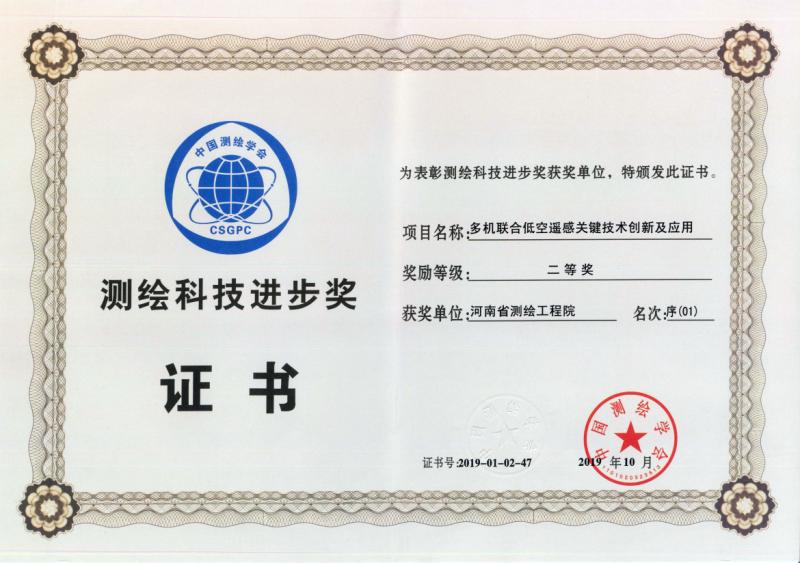 中国测绘学会
CSGPC
测绘科技进步奖
证书
为表彰测绘科技进步奖获奖单位，特颁发此证书。
项目名称:多机联合低空遥感关键技术创新及应用
奖励等级: 二等奖
获奖单位:河南省测绘工程院 名次:序(01)
证书号:2019-01-02-47
2019 年10 月
中国测绘学会